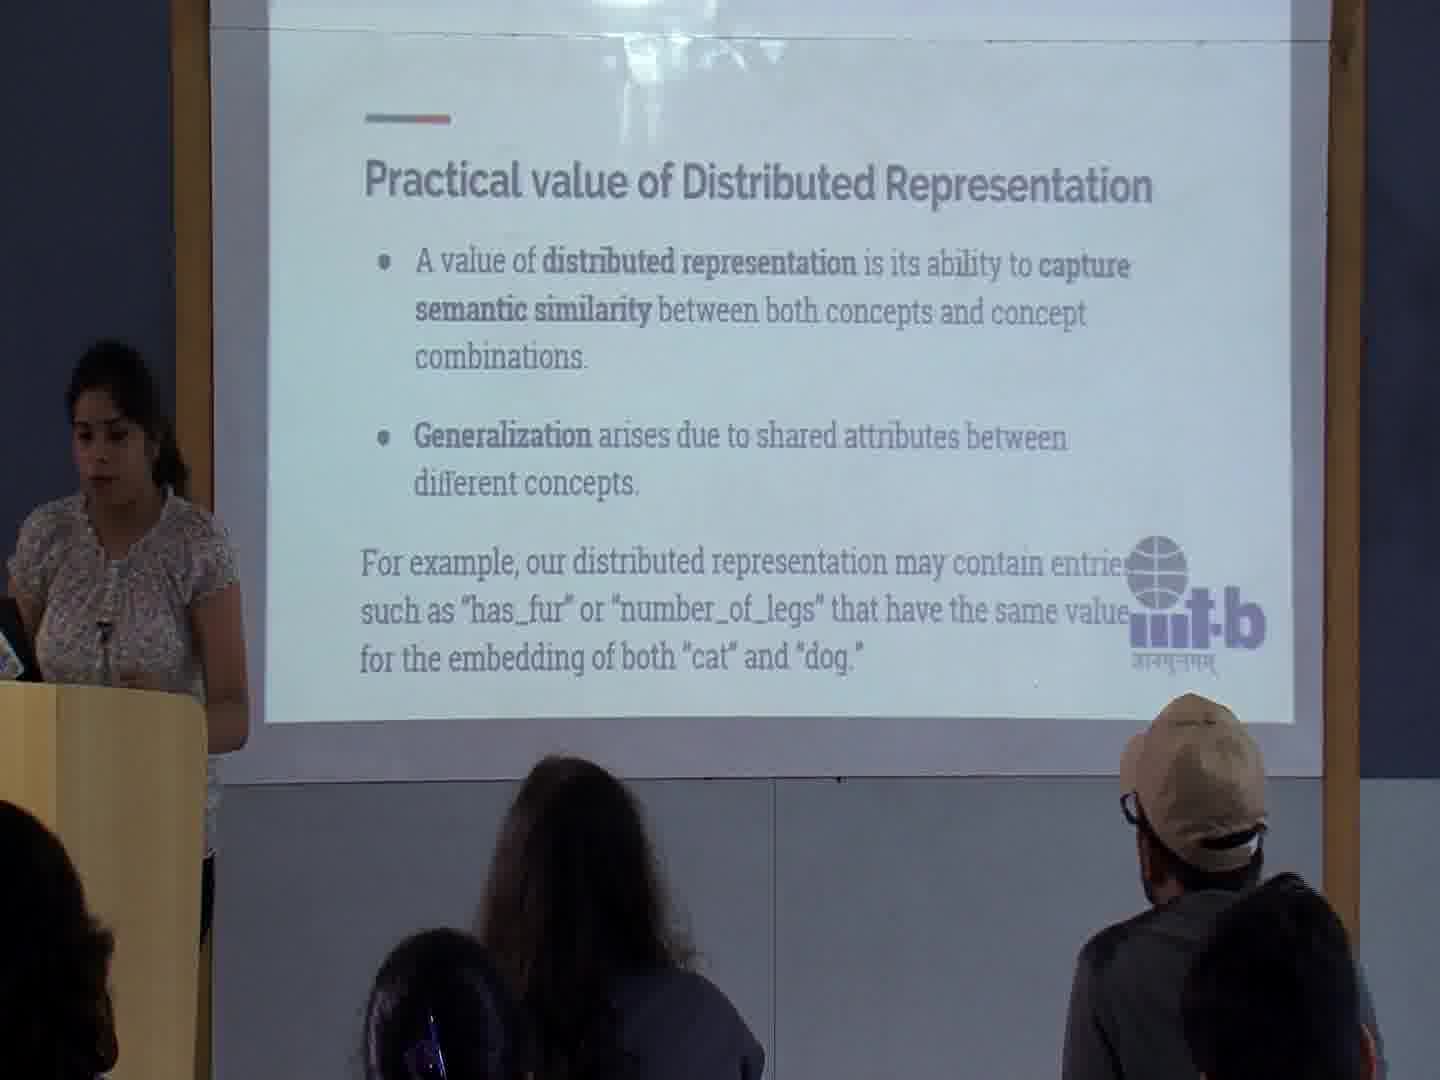 Practical value of Distributed Representation
● A value of distributed representation is its ability to capture
semantic similarity between both concepts and concept
combinations.
● Generalization arises due to shared attributes between
different concepts.
For example, our distributed representation may contain entries
such as "has_fur" or "number_of_legs" that have the same value
for the embedding of both "cat" and "dog."
iiit-b